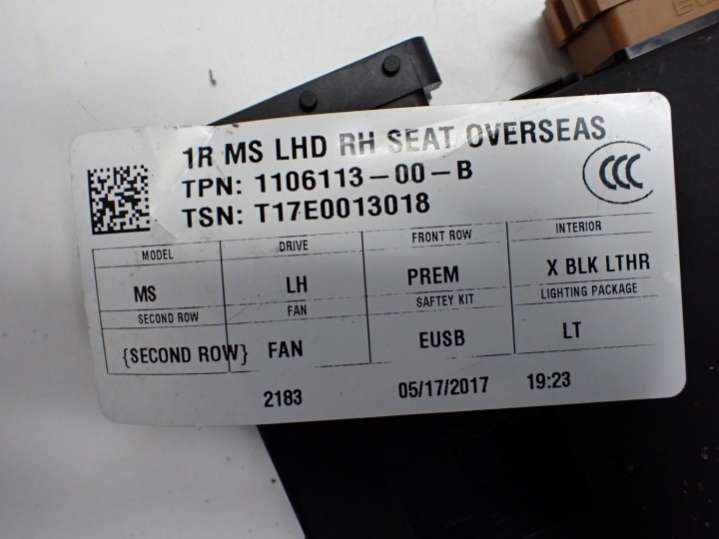 1R MS LHD RH SEAT OVERSEAS
TPN: 1106113-00-B
TSN: T17E0013018
CCC
MODEL DRIVE FRONT ROW INTERIOR
MS LH PREM X BLK LTHR
SECOND ROW FAN SAFTEY KIT LIGHTING PACKAGE
{SECOND ROW} FAN EUSB LT
2183 05/17/2017 19:23